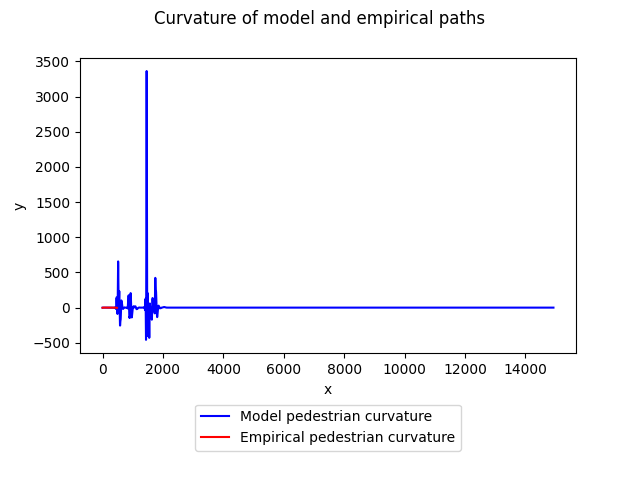 Curvature of model and empirical paths
3500
3000
2500
2000
1500
1000
500
0
−500
y
0 2000 4000 6000 8000 10000 12000 14000
x
Model pedestrian curvature
Empirical pedestrian curvature